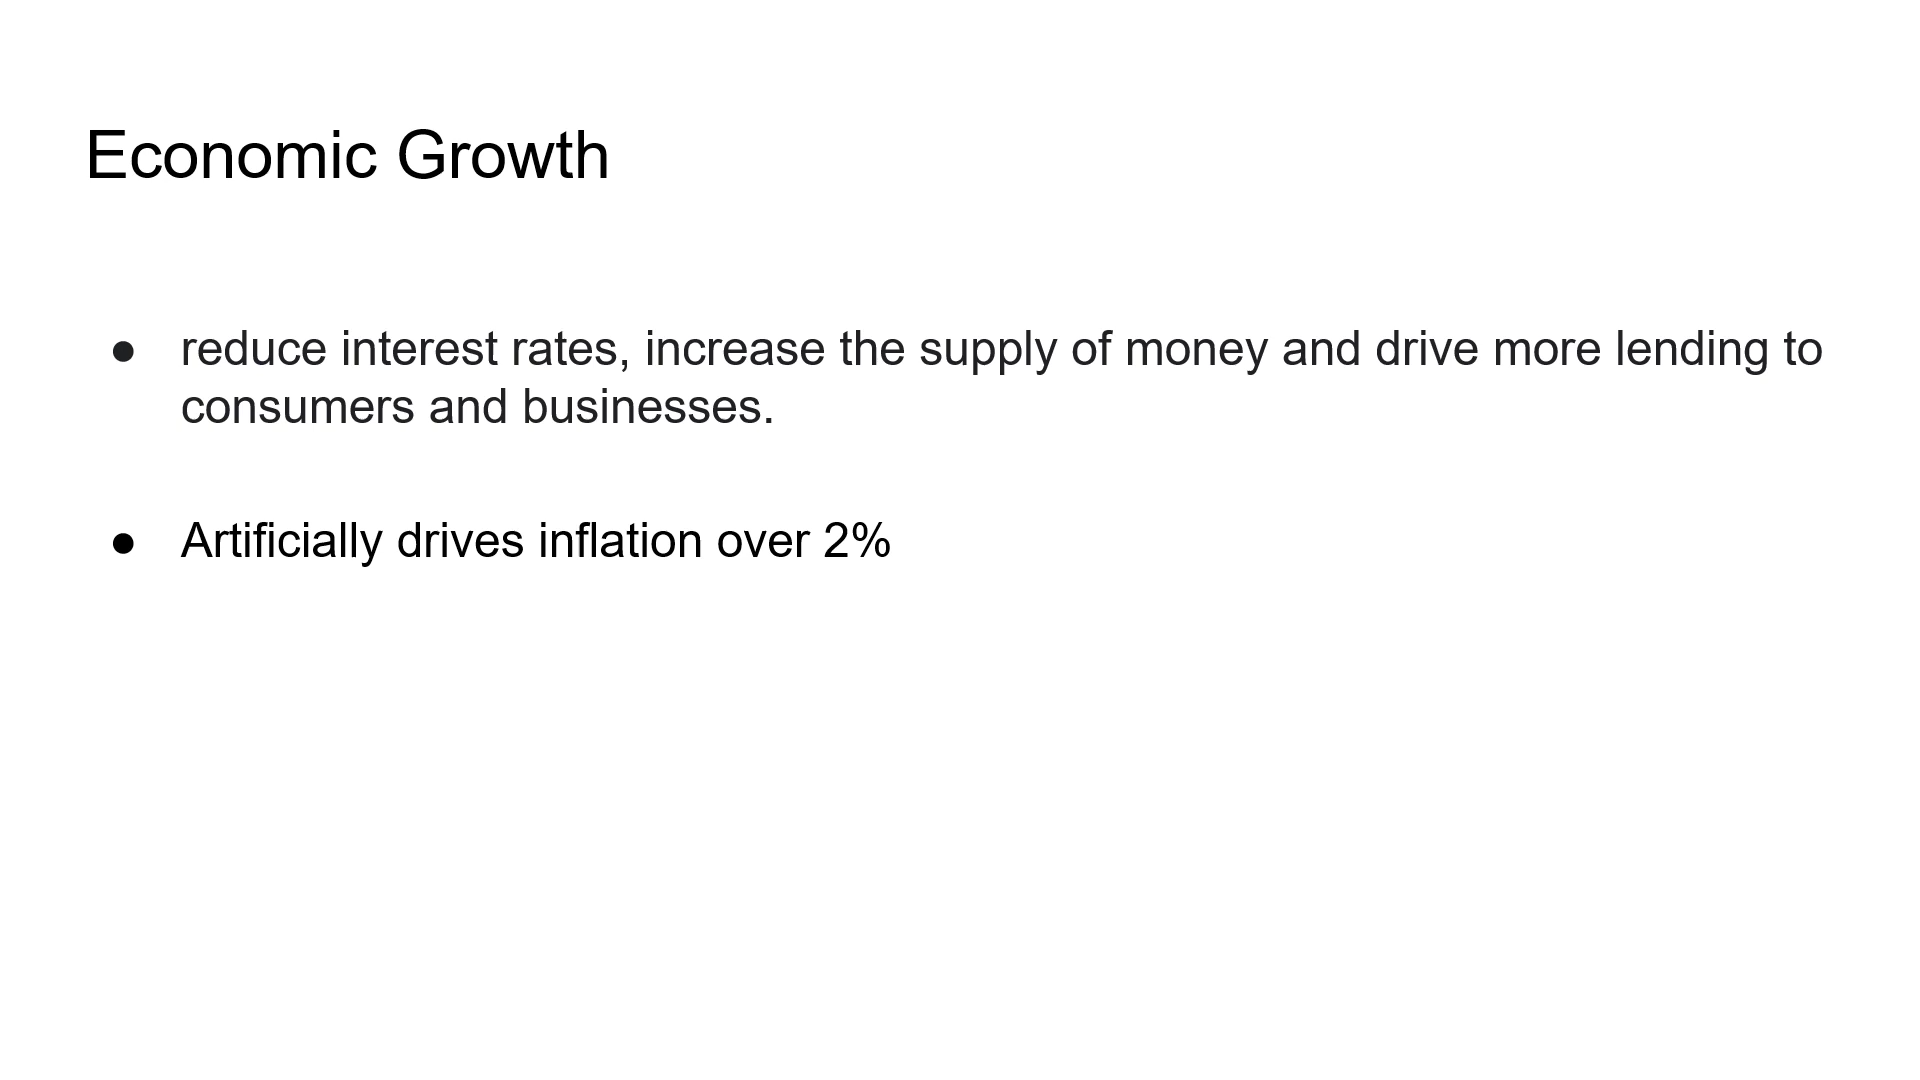 Economic Growth
● reduce interest rates, increase the supply of money and drive more lending to
consumers and businesses.
● Artificially drives inflation over 2%